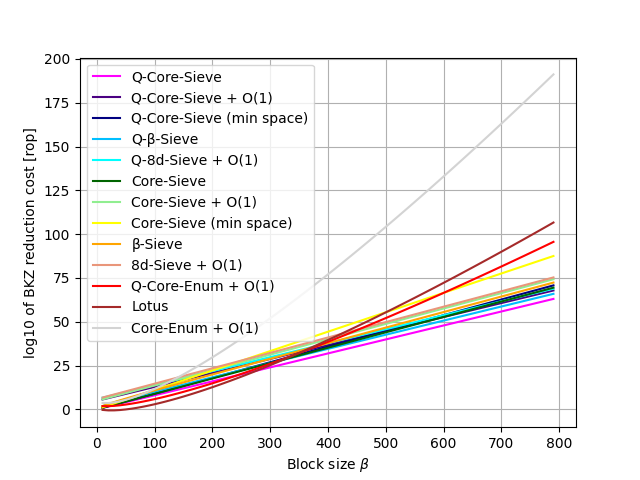 200
175
150
125
100
75
50
25
0
log10 of BKZ reduction cost [rop]
Q-Core-Sieve
Q-Core-Sieve + O(1)
Q-Core-Sieve (min space)
Q-β-Sieve
Q-8d-Sieve + O(1)
Core-Sieve
Core-Sieve + O(1)
Core-Sieve (min space)
β-Sieve
8d-Sieve + O(1)
Q-Core-Enum + O(1)
Lotus
Core-Enum + O(1)
0 100 200 300 400 500 600 700 800
Block size β